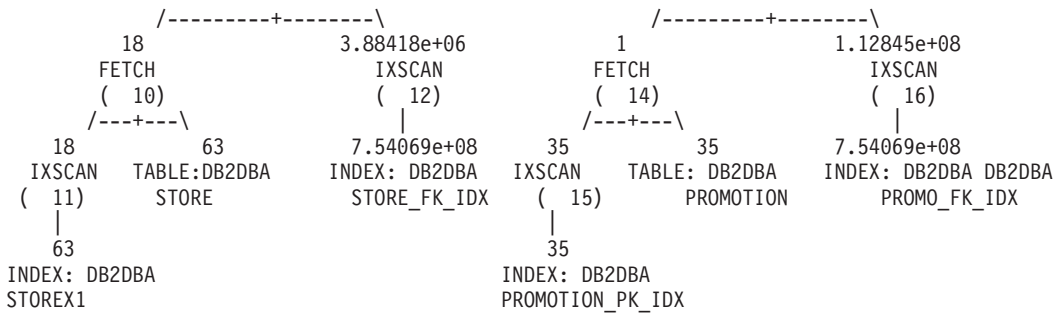 /---------+--------\ /---------+--------\
18 3.88418e+06 1 1.12845e+08
FETCH IXSCAN FETCH IXSCAN
( 10) ( 12) ( 14) ( 16)
/---+---\ | /---+---\ |
18 63 7.54069e+08 35 35 7.54069e+08
IXSCAN TABLE:DB2DBA INDEX: DB2DBA IXSCAN TABLE: DB2DBA INDEX: DB2DBA DB2DBA
( 11) STORE STORE_FK_IDX ( 15) PROMOTION PROMO_FK_IDX
| |
63 35
INDEX: DB2DBA INDEX: DB2DBA
STOREX1 PROMOTION_PK_IDX